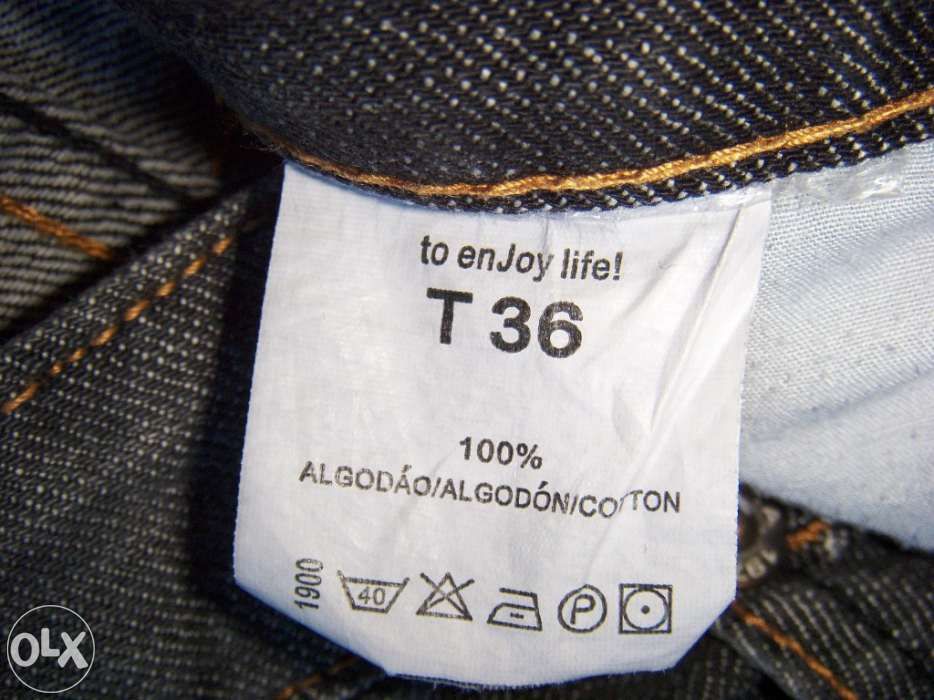 to enJoy life!
T 36
100%
ALGODÁO/ALGODÓN/COTTON
1900
40
P
OLX